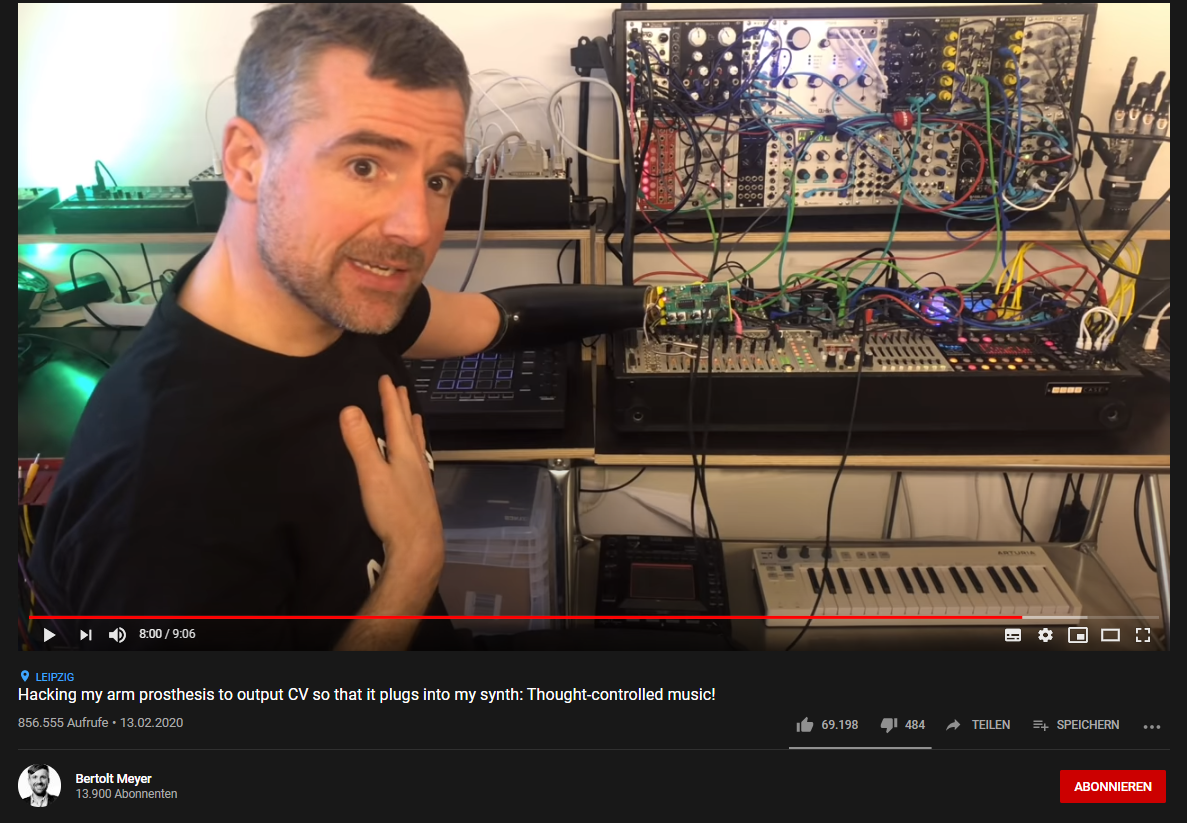 ARTURIA
8:00 / 9:06
LEIPZIG
Hacking my arm prosthesis to output CV so that it plugs into my synth: Thought-controlled music!
856.555 Aufrufe • 13.02.2020
69.198
484
TEILEN
SPEICHERN
Bertolt Meyer
13.900 Abonnenten
ABONNIEREN